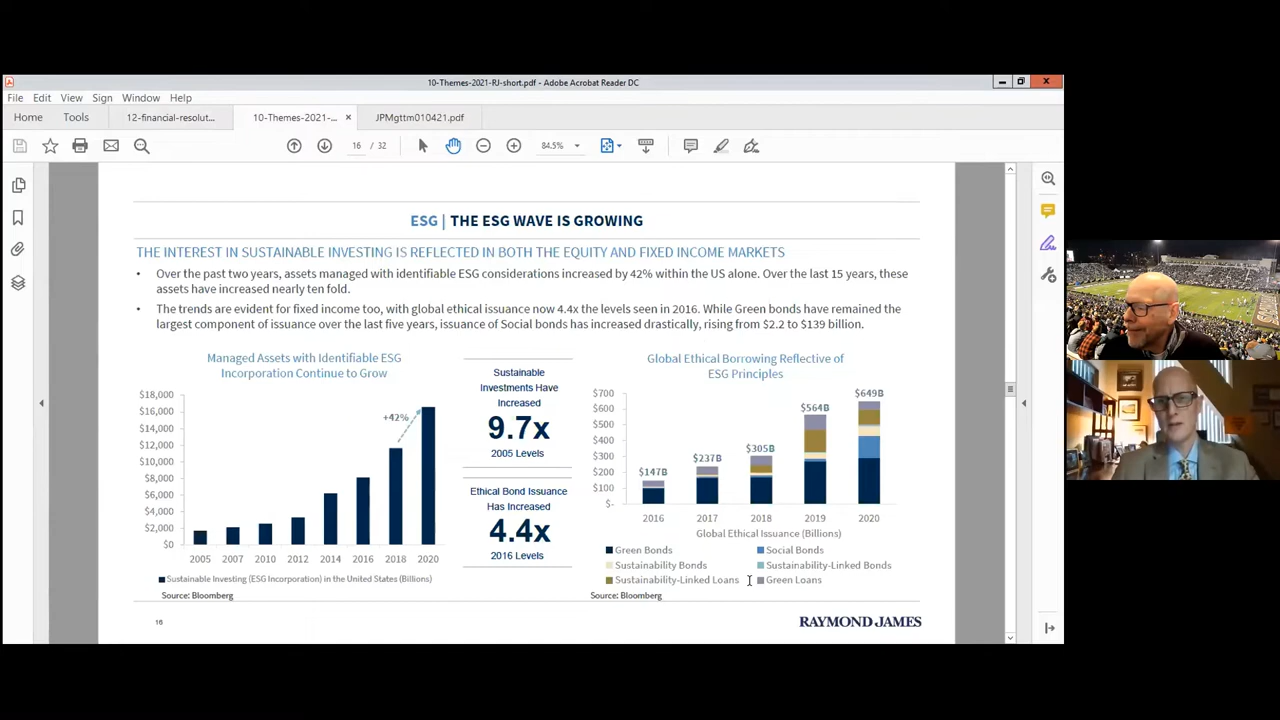 10-Themes-2021-RJ-short.pdf - Adobe Acrobat Reader DC
File Edit View Sign Window Help
Home Tools 12-financial-resolut... 10-Themes-2021-... × JPMgttm010421.pdf
16 / 32 84.5%
ESG | THE ESG WAVE IS GROWING
THE INTEREST IN SUSTAINABLE INVESTING IS REFLECTED IN BOTH THE EQUITY AND FIXED INCOME MARKETS
• Over the past two years, assets managed with identifiable ESG considerations increased by 42% within the US alone. Over the last 15 years, these
assets have increased nearly ten fold.
• The trends are evident for fixed income too, with global ethical issuance now 4.4x the levels seen in 2016. While Green bonds have remained the
largest component of issuance over the last five years, issuance of Social bonds has increased drastically, rising from $2.2 to $139 billion.
Managed Assets with Identifiable ESG
Incorporation Continue to Grow
$18,000
$16,000
$14,000
$12,000
$10,000
$8,000
$6,000
$4,000
$2,000
$0
+42%
2005 2007 2010 2012 2014 2016 2018 2020
Sustainable Investing (ESG Incorporation) in the United States (Billions)
Source: Bloomberg
Sustainable
Investments Have
Increased
9.7x
2005 Levels
Ethical Bond Issuance
Has Increased
4.4x
2016 Levels
Global Ethical Borrowing Reflective of
ESG Principles
$700
$600
$500
$400
$300
$200
$100
$-
$147B $237B $305B $564B $649B
2016 2017 2018 2019 2020
Global Ethical Issuance (Billions)
Green Bonds Social Bonds
Sustainability Bonds Sustainability-Linked Bonds
Sustainability-Linked Loans Green Loans
Source: Bloomberg
16
RAYMOND JAMES